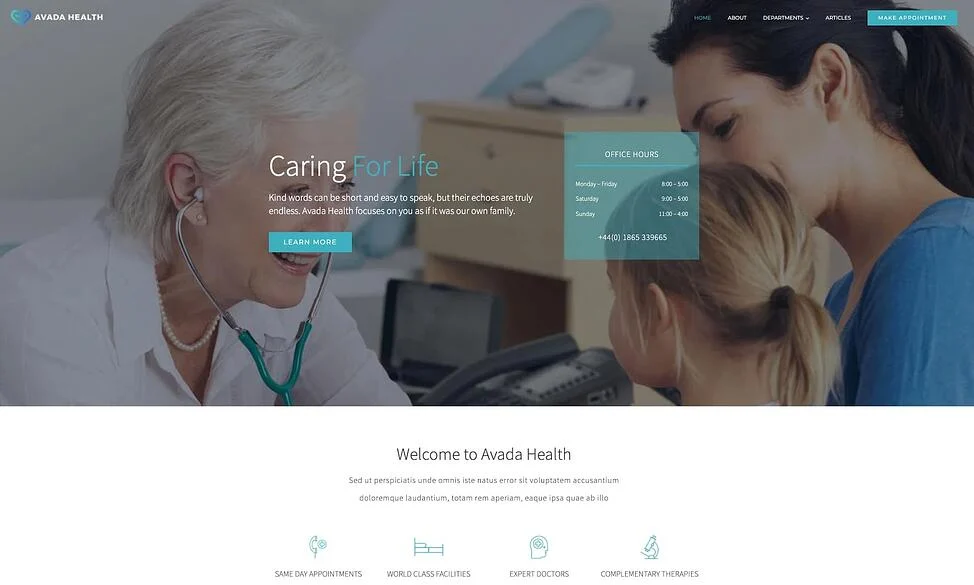 AVADA HEALTH
HOME ABOUT DEPARTMENTS ARTICLES MAKE APPOINTMENT
Caring For Life
Kind words can be short and easy to speak, but their echoes are truly
endless. Avada Health focuses on you as if it was our own family.
LEARN MORE
OFFICE HOURS
Monday – Friday 8:00 – 5:00
Saturday 9:00 – 5:00
Sunday 11:00 – 4:00
+44(0) 1865 339665
Welcome to Avada Health
Sed ut perspiciatis unde omnis iste natus error sit voluptatem accusantium
doloremque laudantium, totam rem aperiam, eaque ipsa quae ab illo
SAME DAY APPOINTMENTS WORLD CLASS FACILITIES EXPERT DOCTORS COMPLEMENTARY THERAPIES